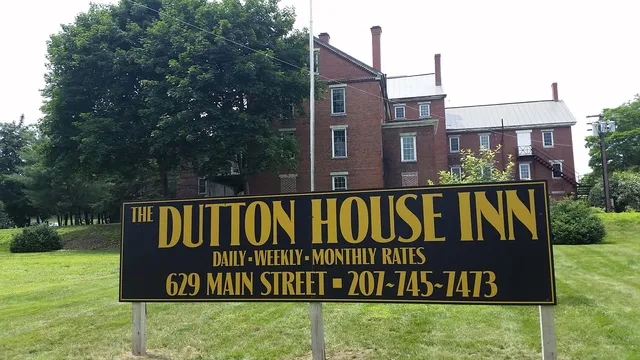 THE DUTTON HOUSE INN
DAILY-WEEKLY-MONTHLY RATES
629 MAIN STREET - 207-745-7473